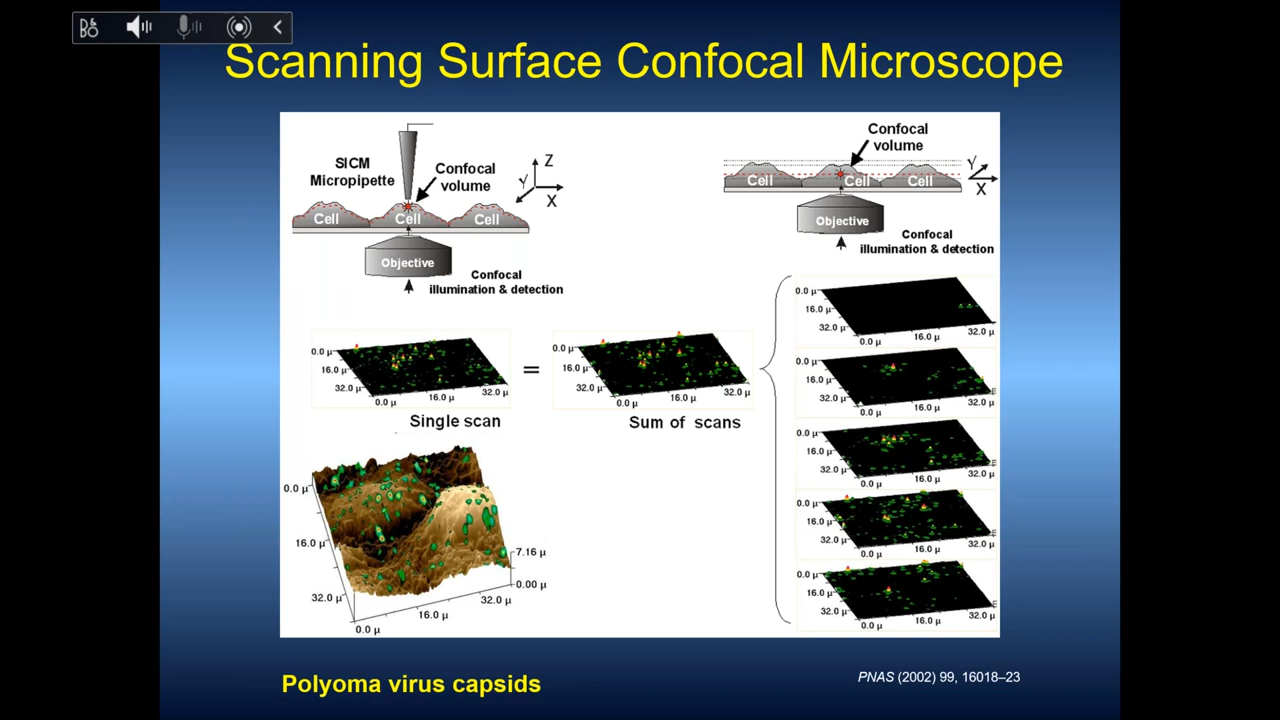 B&O
Scanning Surface Confocal Microscope
SICM
Micropipette
Confocal
volume
Z
Y
X
Cell
Cell
Cell
Objective
Confocal
illumination & detection
Confocal
volume
Y
X
Cell
Cell
Cell
Objective
Confocal
illumination & detection
0.0 µ
16.0 µ
32.0 µ
0.0 µ
16.0 µ
32.0 µ
Single scan
=
0.0 µ
16.0 µ
32.0 µ
0.0 µ
16.0 µ
32.0 µ
Sum of scans
0.0 µ
16.0 µ
32.0 µ
0.0 µ
16.0 µ
32.0 µ
0.0 µ
16.0 µ
32.0 µ
0.0 µ
16.0 µ
32.0 µ
0.0 µ
16.0 µ
32.0 µ
0.0 µ
16.0 µ
32.0 µ
0.0 µ
16.0 µ
32.0 µ
0.0 µ
16.0 µ
32.0 µ
0.0 µ
16.0 µ
32.0 µ
0.0 µ
16.0 µ
32.0 µ
0.0 µ
16.0 µ
32.0 µ
0.0 µ
16.0 µ
32.0 µ
7.16 µ
0.00 µ
Polyoma virus capsids
PNAS (2002) 99, 16018–23